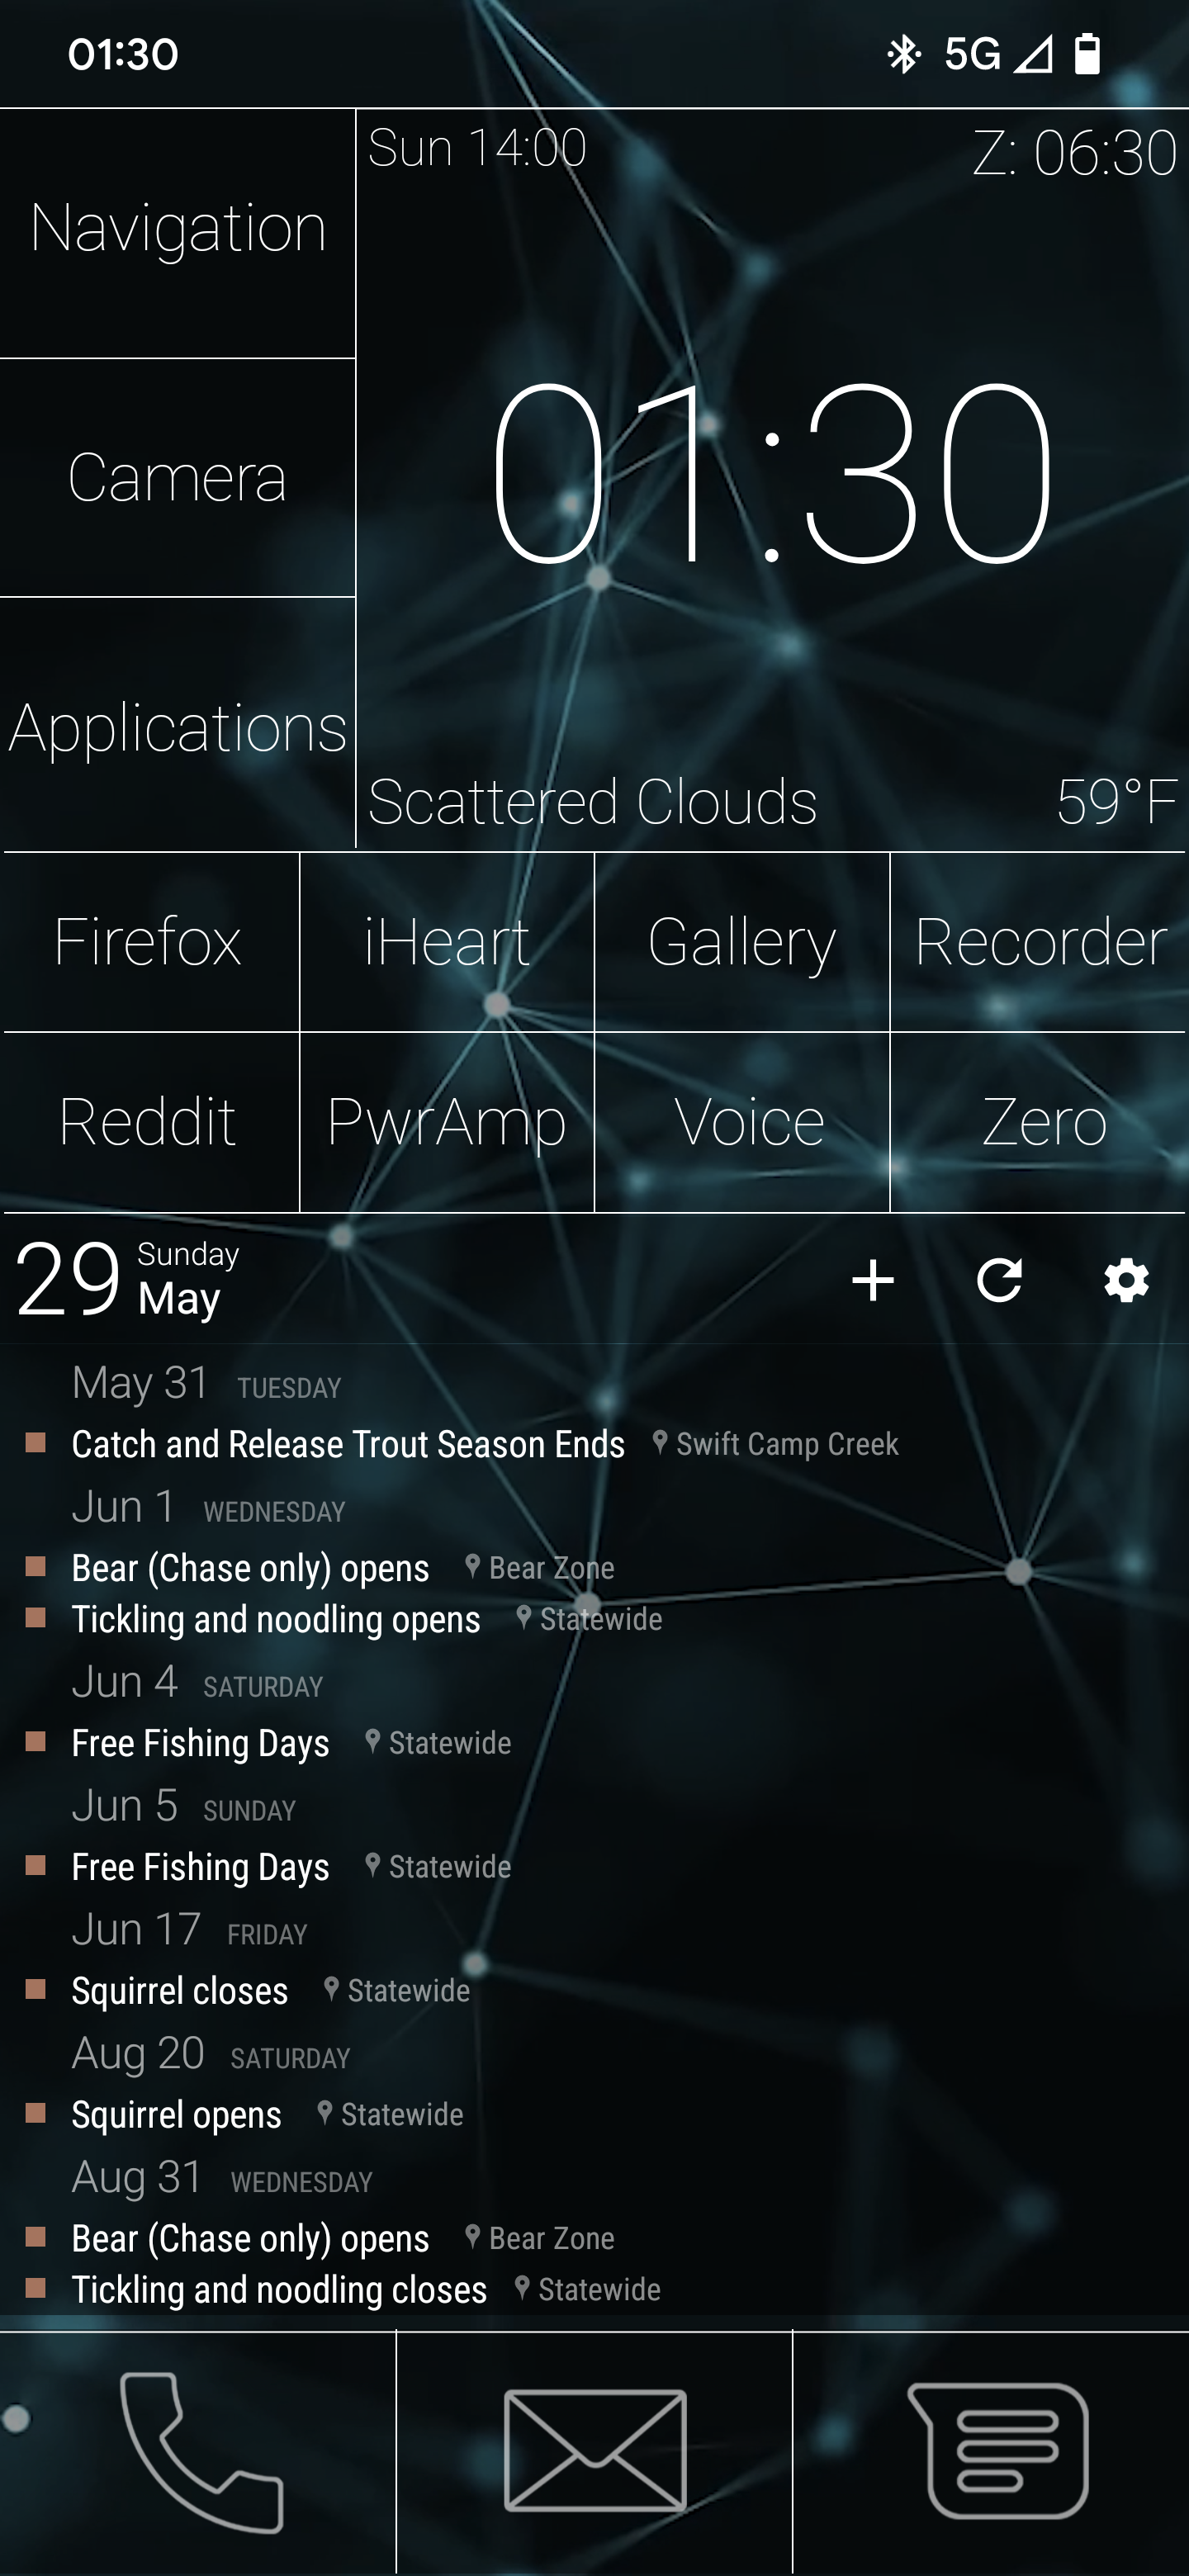 01:30 5G
Sun 14:00 Z: 06:30
Navigation
01:30
Camera
Applications
Scattered Clouds 59°F
Firefox iHeart Gallery Recorder
Reddit PwrAmp Voice Zero
29 Sunday
May
May 31 TUESDAY
Catch and Release Trout Season Ends Swift Camp Creek
Jun 1 WEDNESDAY
Bear (Chase only) opens Bear Zone
Tickling and noodling opens Statewide
Jun 4 SATURDAY
Free Fishing Days Statewide
Jun 5 SUNDAY
Free Fishing Days Statewide
Jun 17 FRIDAY
Squirrel closes Statewide
Aug 20 SATURDAY
Squirrel opens Statewide
Aug 31 WEDNESDAY
Bear (Chase only) opens Bear Zone
Tickling and noodling closes Statewide